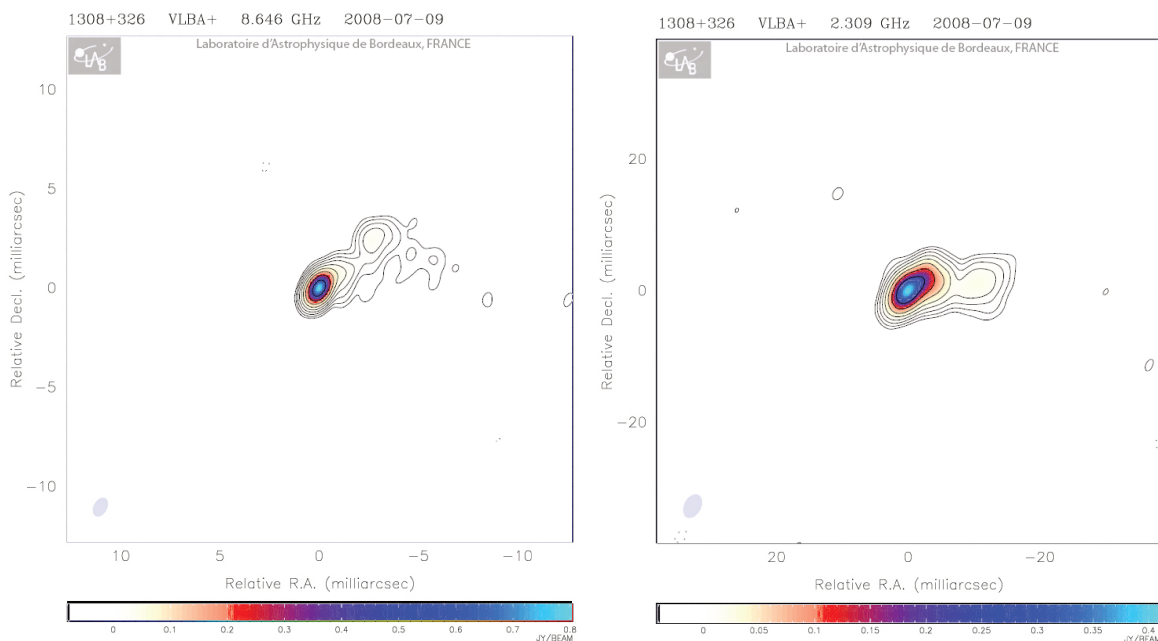 1308+326 VLBA+ 8.646 GHz 2008-07-09
Laboratoire d'Astrophysique de Bordeaux, FRANCE
LAB
10
5
0
−5
−10
Relative Decl. (milliarcsec)
10 5 0 −5 −10
Relative R.A. (milliarcsec)
0 0.1 0.2 0.3 0.4 0.5 0.6 0.7 0.8
JY/BEAM
1308+326 VLBA+ 2.309 GHz 2008-07-09
Laboratoire d'Astrophysique de Bordeaux, FRANCE
LAB
20
0
−20
Relative Decl. (milliarcsec)
20 0 −20
Relative R.A. (milliarcsec)
0 0.05 0.1 0.15 0.2 0.25 0.3 0.35 0.4
JY/BEAM